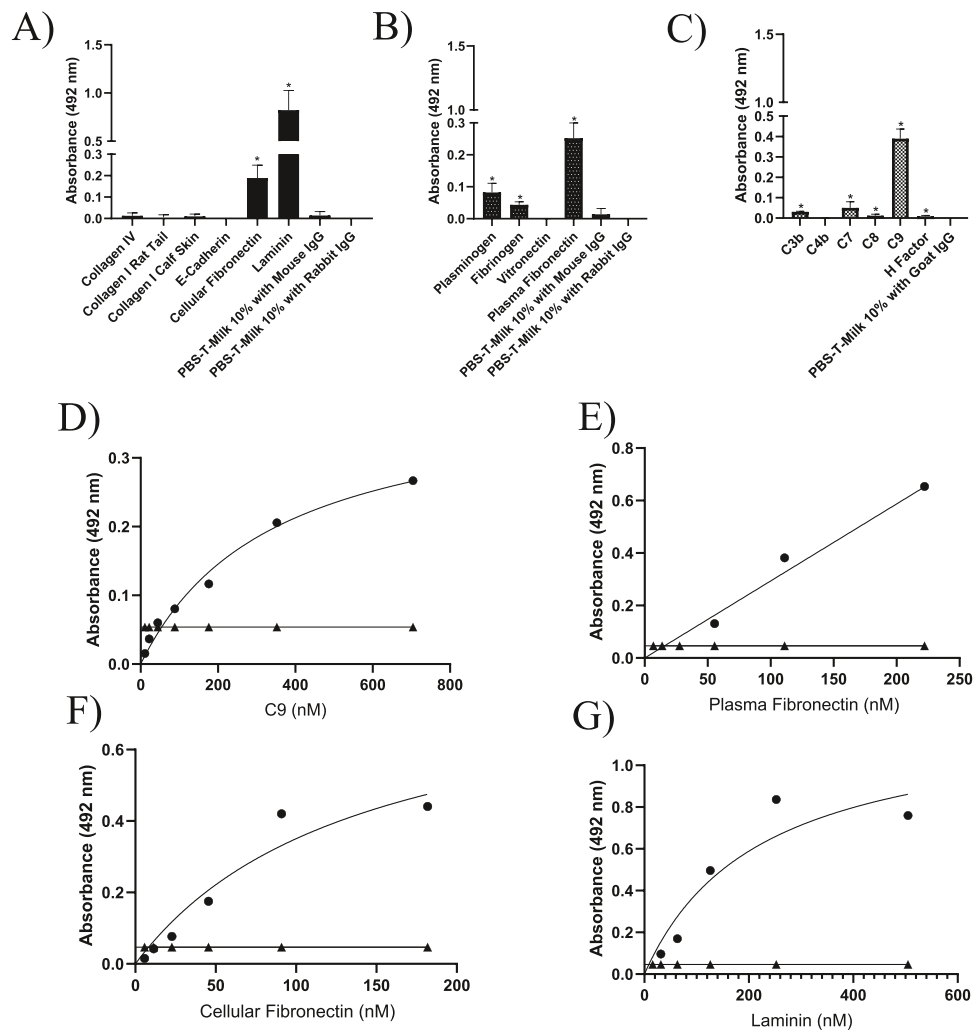 A)
Absorbance (492 nm)
1.5
1.0
0.5
0.3
0.2
0.1
0.0
*
*
Collagen IV
Collagen I Rat Tail
Collagen I Calf Skin
E-Cadherin
Cellular Fibronectin
Laminin
PBS-T-Milk 10% with Mouse IgG
PBS-T-Milk 10% with Rabbit IgG
B)
Absorbance (492 nm)
1.5
1.0
0.3
0.2
0.1
0.0
*
*
*
Plasminogen
Fibrinogen
Vitronectin
Plasma Fibronectin
PBS-T-Milk 10% with Mouse IgG
PBS-T-Milk 10% with Rabbit IgG
C)
Absorbance (492 nm)
1.5
1.0
0.5
0.4
0.3
0.2
0.1
0.0
*
*
*
*
*
C3b
C4b
C7
C8
C9
H Factor
PBS-T-Milk 10% with Goat IgG
D)
Absorbance (492 nm)
0.3
0.2
0.1
0.0
0 200 400 600 800
C9 (nM)
E)
Absorbance (492 nm)
0.8
0.6
0.4
0.2
0.0
0 50 100 150 200 250
Plasma Fibronectin (nM)
F)
Absorbance (492 nm)
0.6
0.4
0.2
0.0
0 50 100 150 200
Cellular Fibronectin (nM)
G)
Absorbance (492 nm)
1.0
0.8
0.6
0.4
0.2
0.0
0 200 400 600
Laminin (nM)